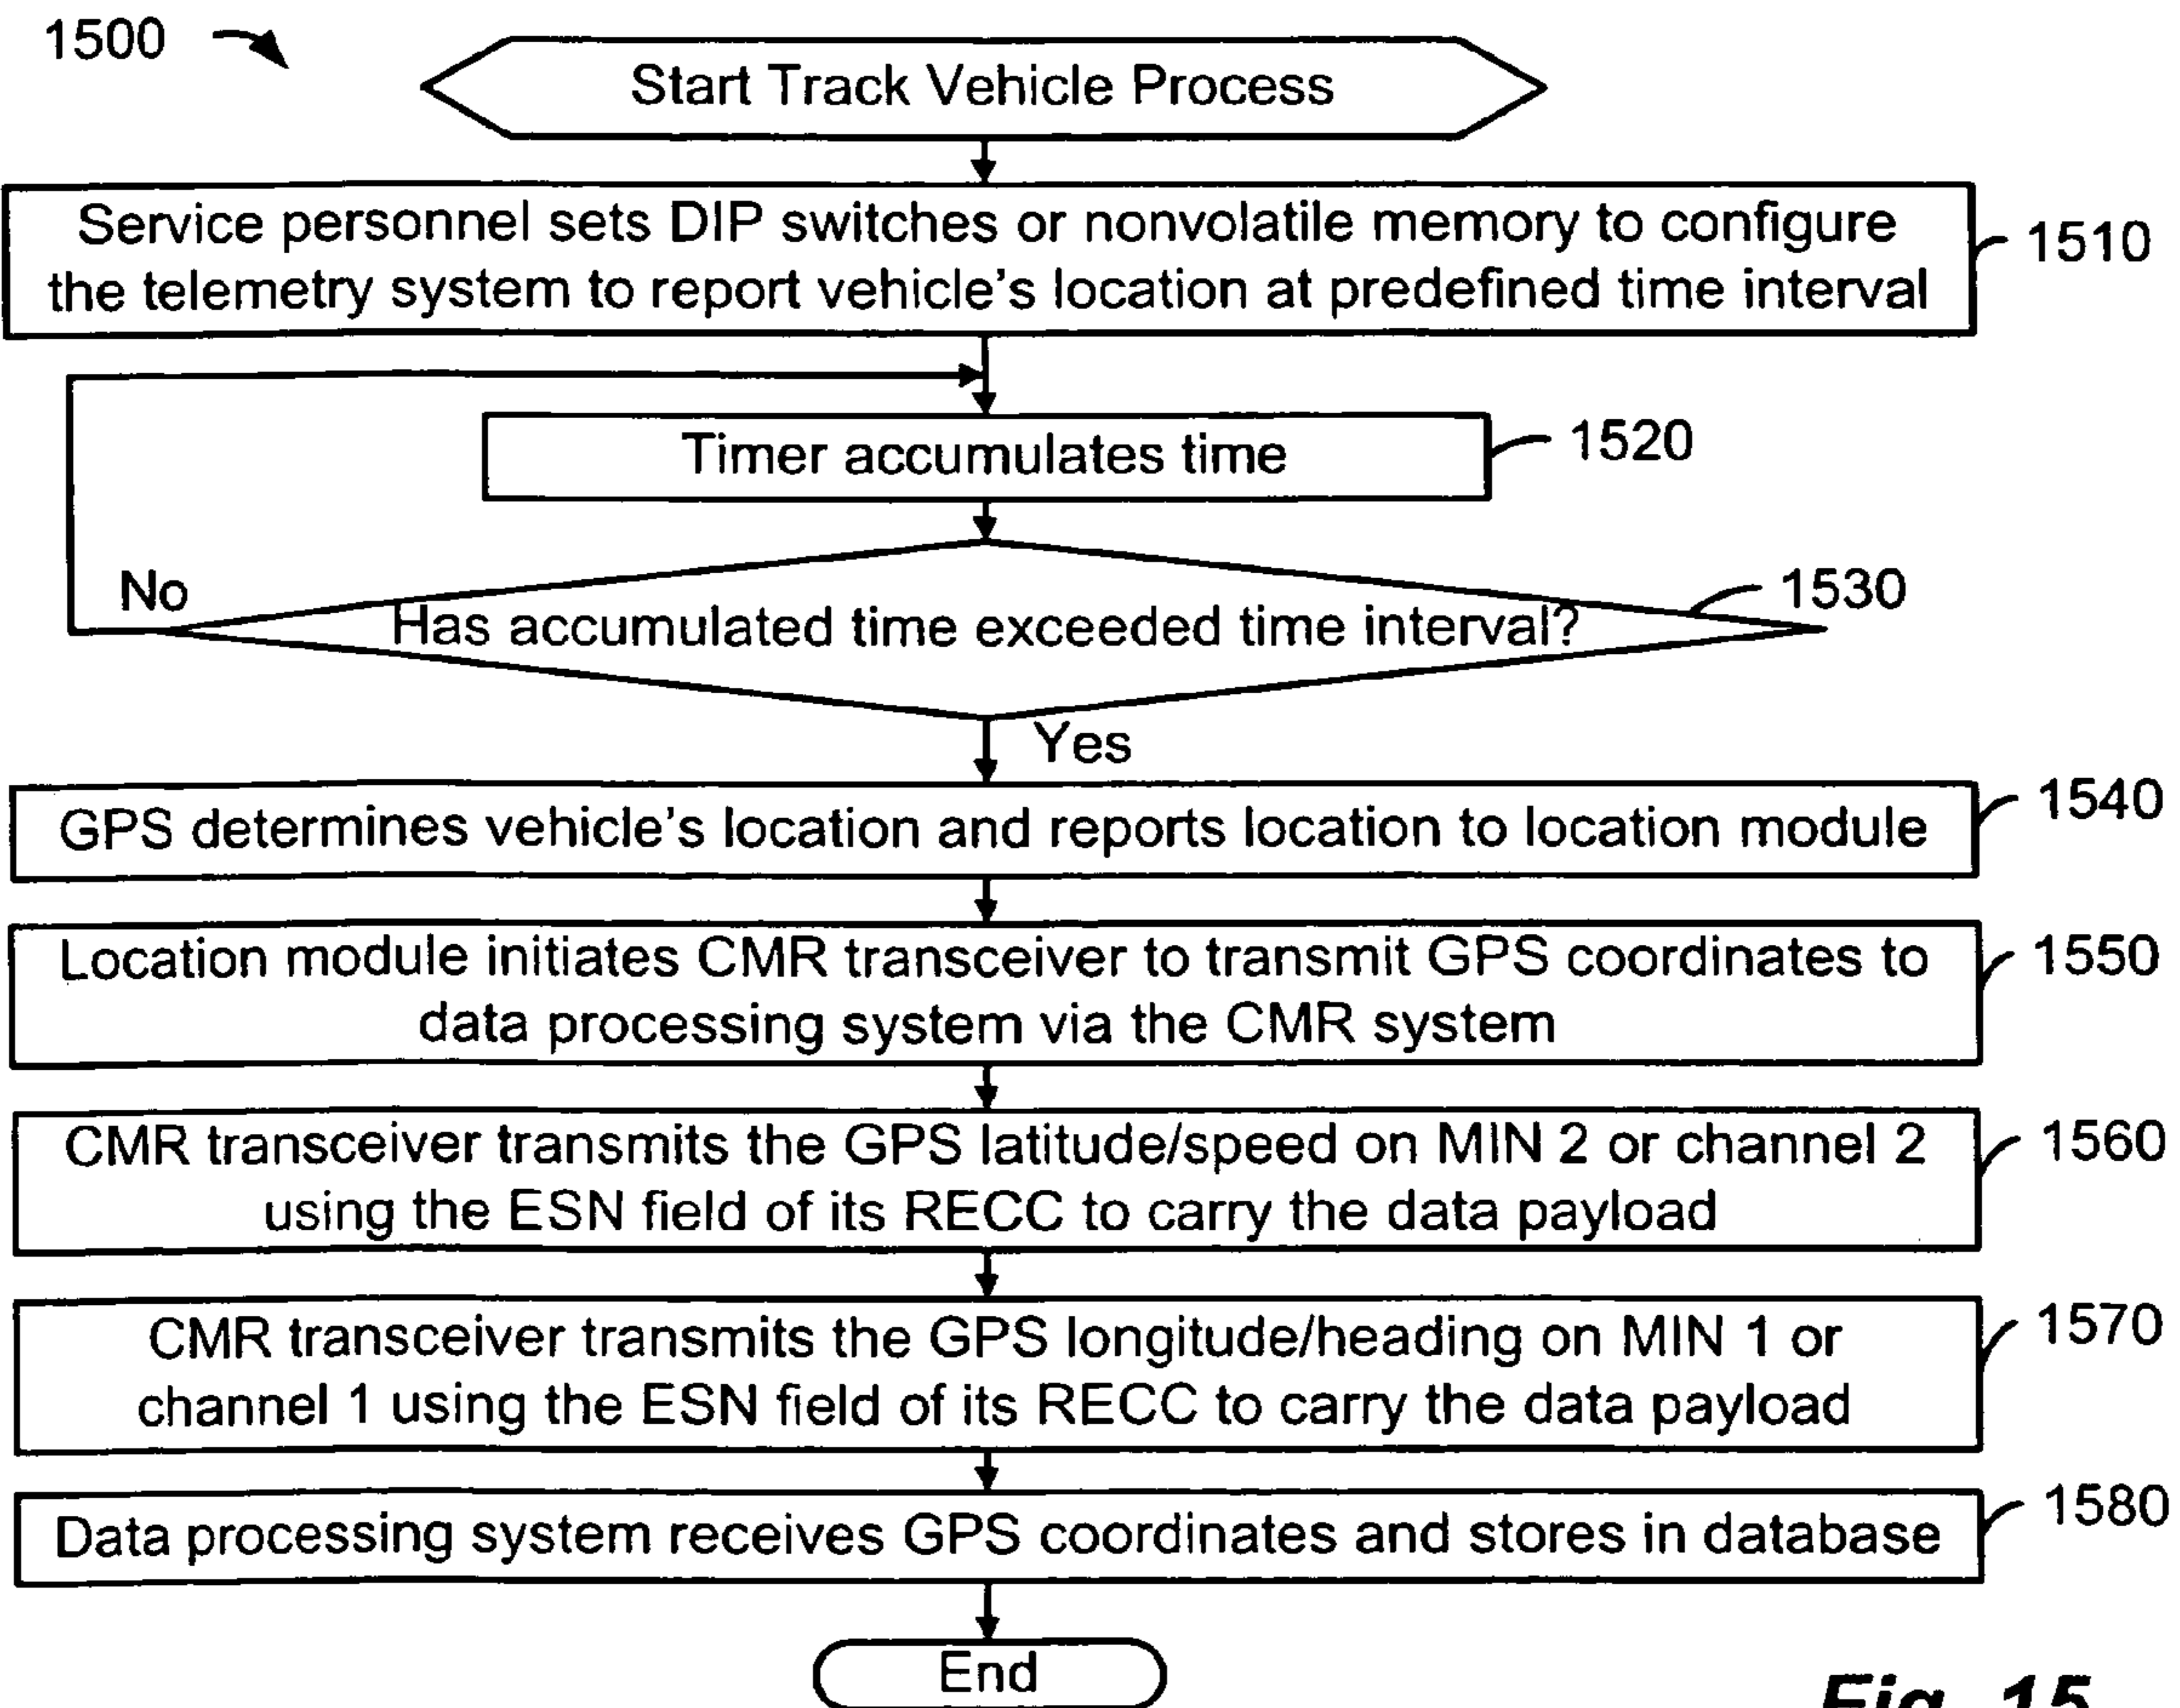 1500
Start Track Vehicle Process
Service personnel sets DIP switches or nonvolatile memory to configure
the telemetry system to report vehicle's location at predefined time interval
1510
Timer accumulates time
1520
No
Has accumulated time exceeded time interval?
1530
Yes
GPS determines vehicle's location and reports location to location module
1540
Location module initiates CMR transceiver to transmit GPS coordinates to
data processing system via the CMR system
1550
CMR transceiver transmits the GPS latitude/speed on MIN 2 or channel 2
using the ESN field of its RECC to carry the data payload
1560
CMR transceiver transmits the GPS longitude/heading on MIN 1 or
channel 1 using the ESN field of its RECC to carry the data payload
1570
Data processing system receives GPS coordinates and stores in database
1580
End
Fig. 15